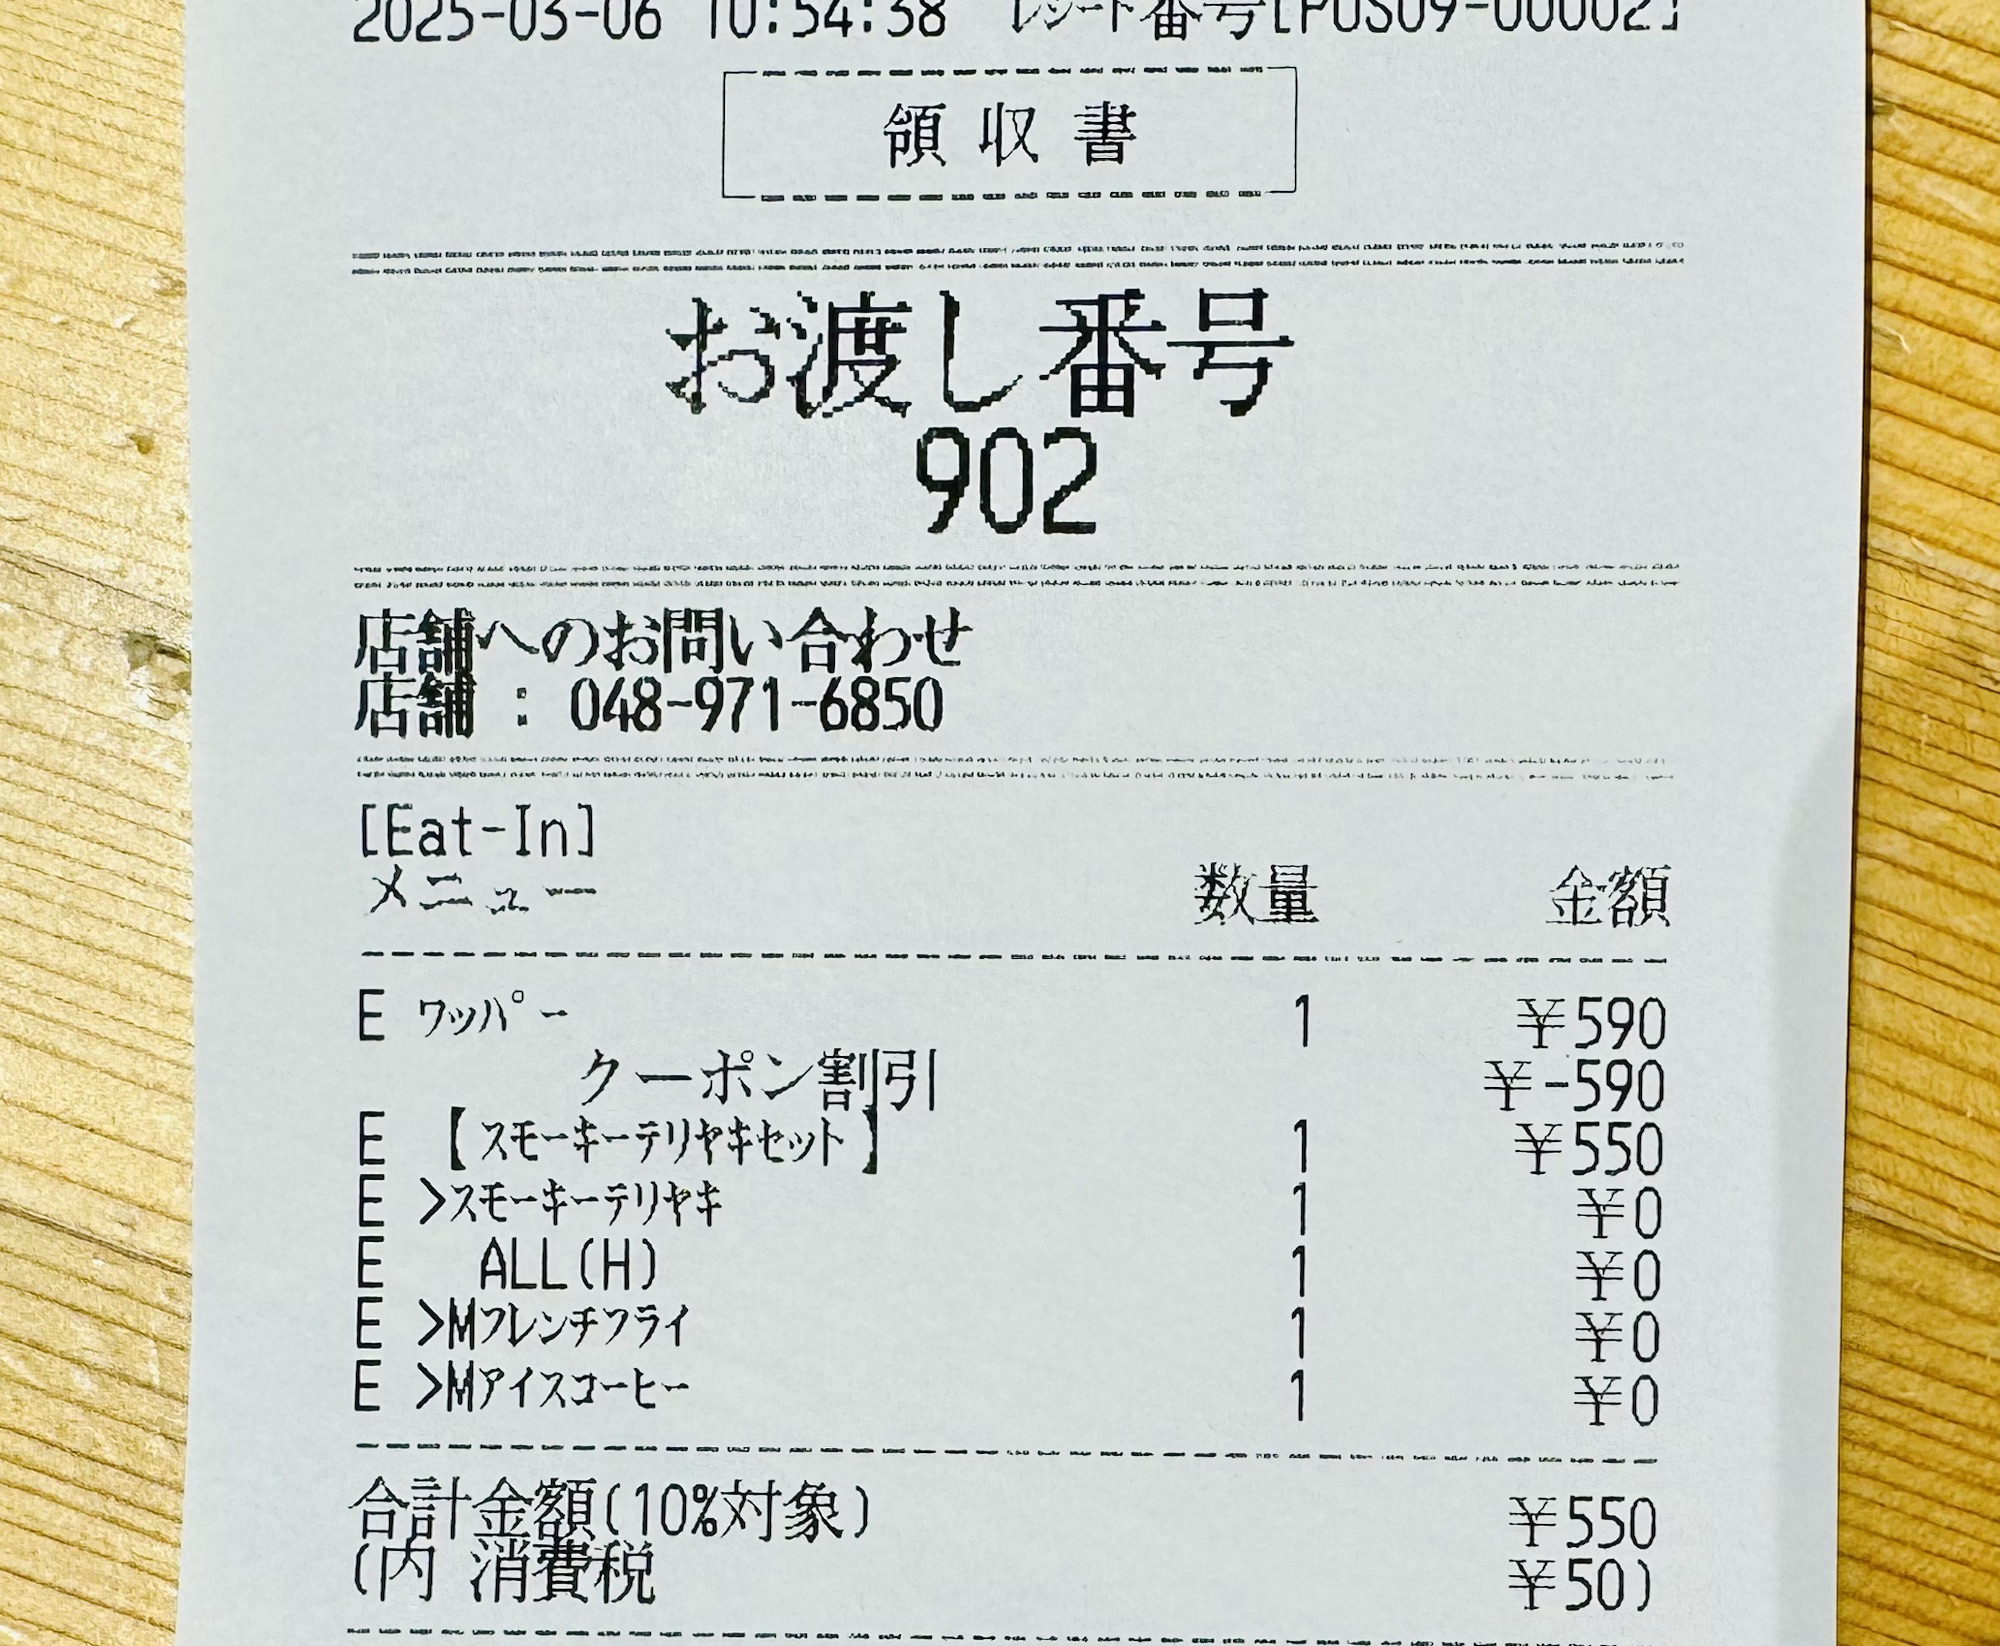 2025-03-06 10:54:38 レシート番号[POS09-00002]
領収書
お渡し番号
902
店舗へのお問い合わせ
店舗 : 048-971-6850
[Eat-In]
メニュー 数量 金額
E ワッパー 1 ¥590
クーポン割引 ¥-590
E 【スモーキーテリヤキセット】 1 ¥550
E >スモーキーテリヤキ 1 ¥0
E ALL(H) 1 ¥0
E >Mフレンチフライ 1 ¥0
E >Mアイスコーヒー 1 ¥0
合計金額(10%対象) ¥550
(内 消費税 ¥50)